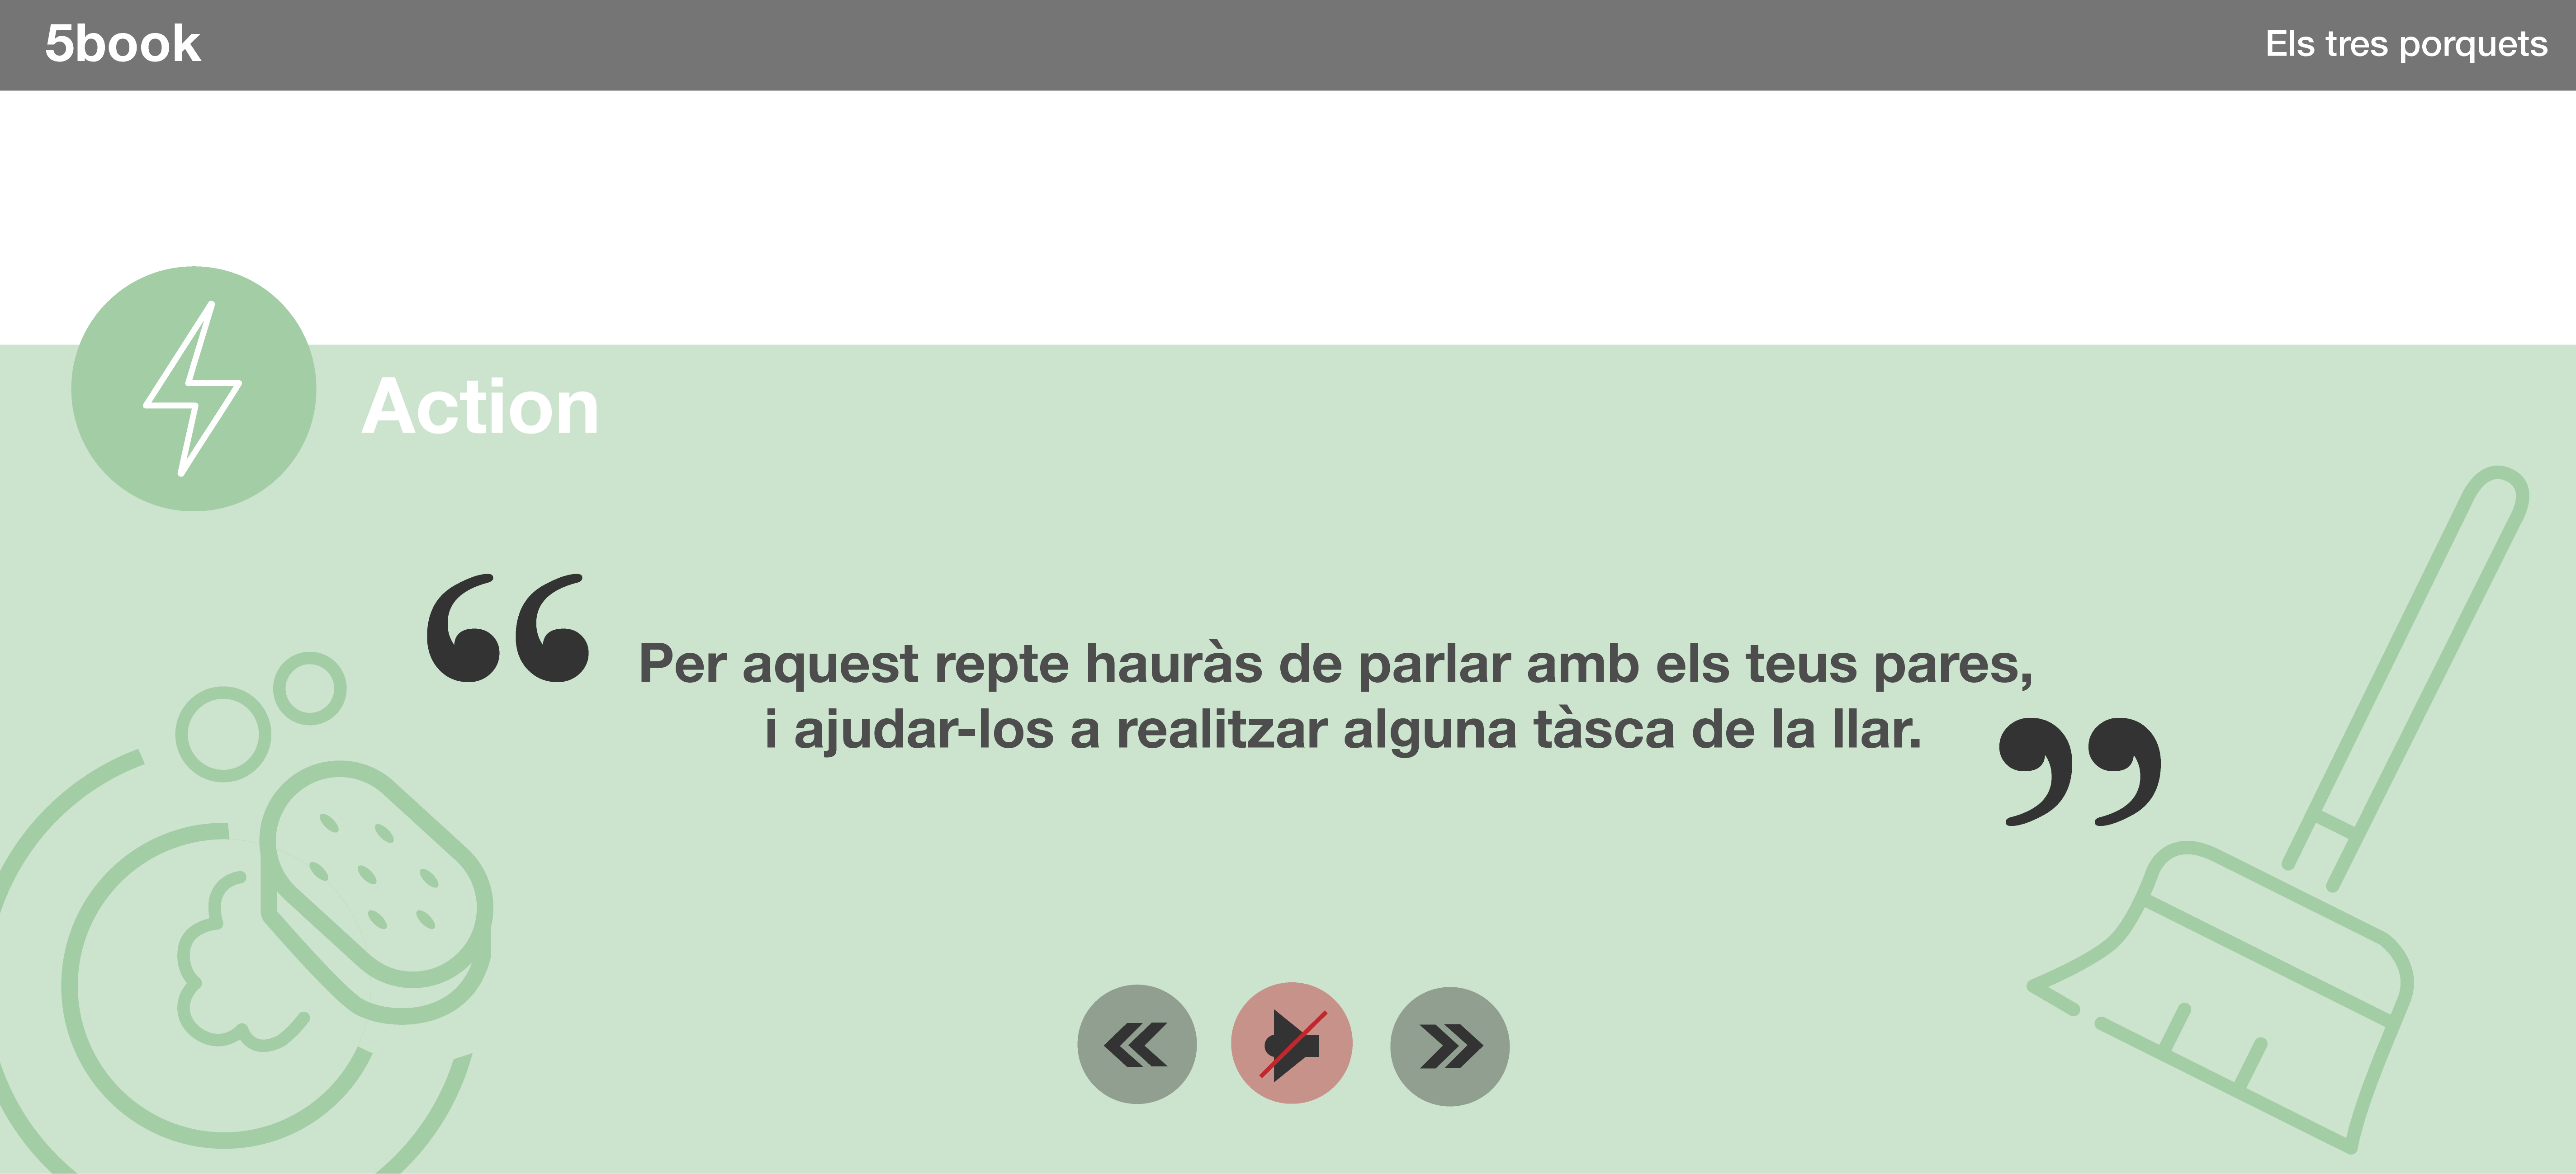 5book
Els tres porquets
Action
“ Per aquest repte hauràs de parlar amb els teus pares,
i ajudar-los a realitzar alguna tàsca de la llar. ”